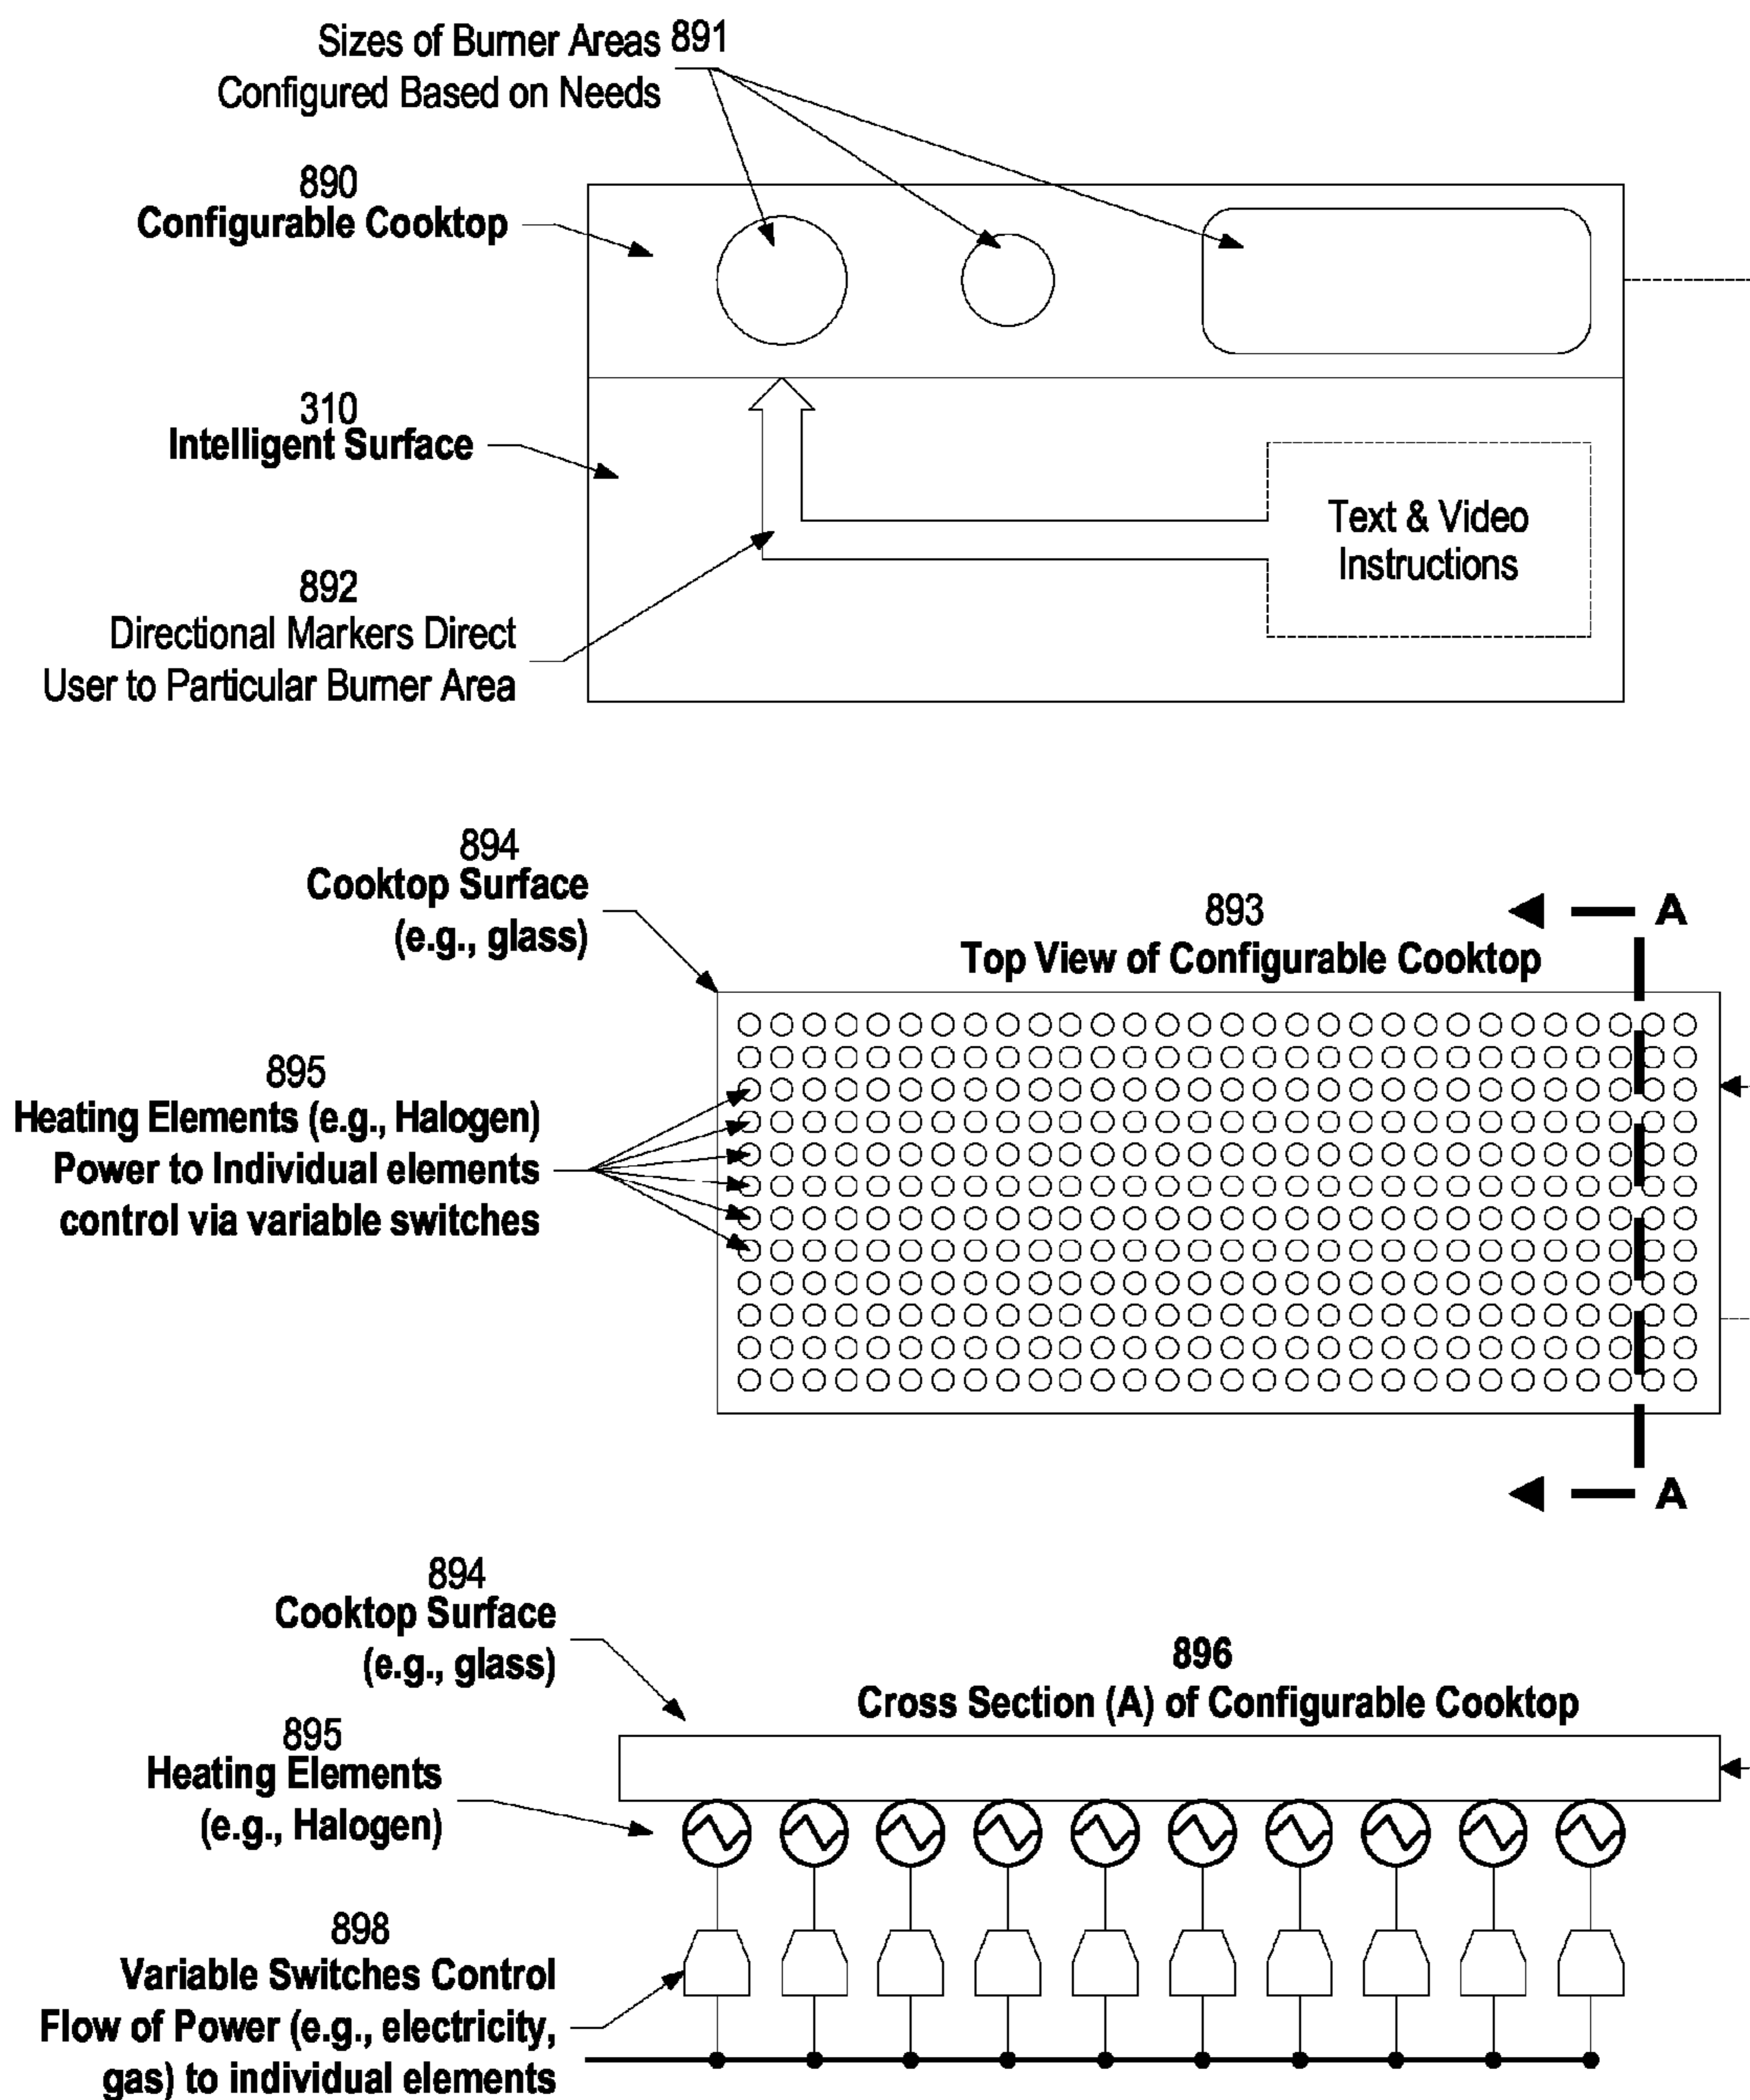 Sizes of Burner Areas 891
Configured Based on Needs
890
Configurable Cooktop
310
Intelligent Surface
Text & Video
Instructions
892
Directional Markers Direct
User to Particular Burner Area
894
Cooktop Surface
(e.g., glass)
893
Top View of Configurable Cooktop
A
895
Heating Elements (e.g., Halogen)
Power to Individual elements
control via variable switches
A
894
Cooktop Surface
(e.g., glass)
896
Cross Section (A) of Configurable Cooktop
895
Heating Elements
(e.g., Halogen)
898
Variable Switches Control
Flow of Power (e.g., electricity,
gas) to individual elements